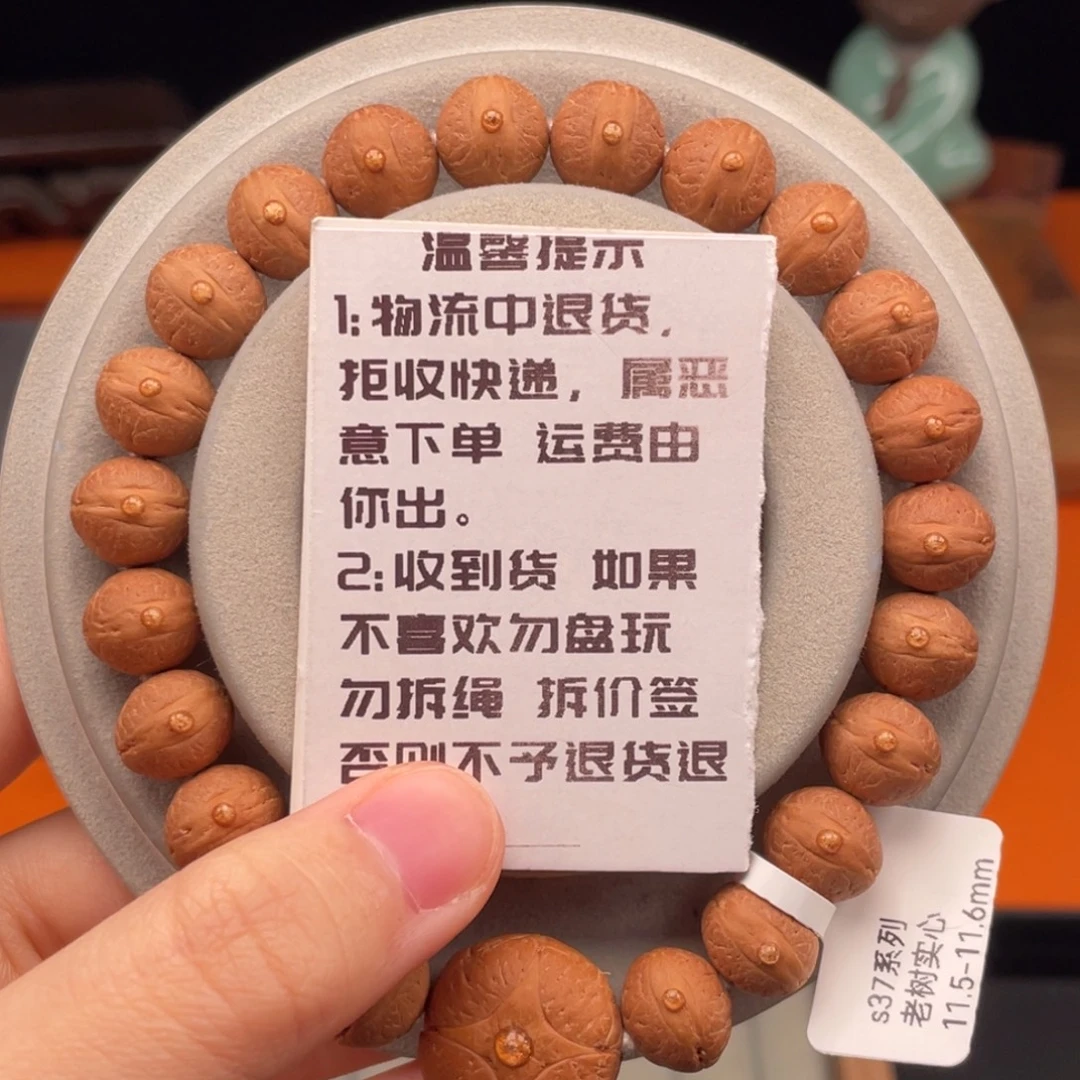 温馨提示
1:物流中退货,
拒收快递, 属恶
意下单 运费由
你出。
2:收到货 如果
不喜欢勿盘玩
勿拆绳 拆价签
否则不予退货退
s37系列
老树实心
11.5-11.6mm